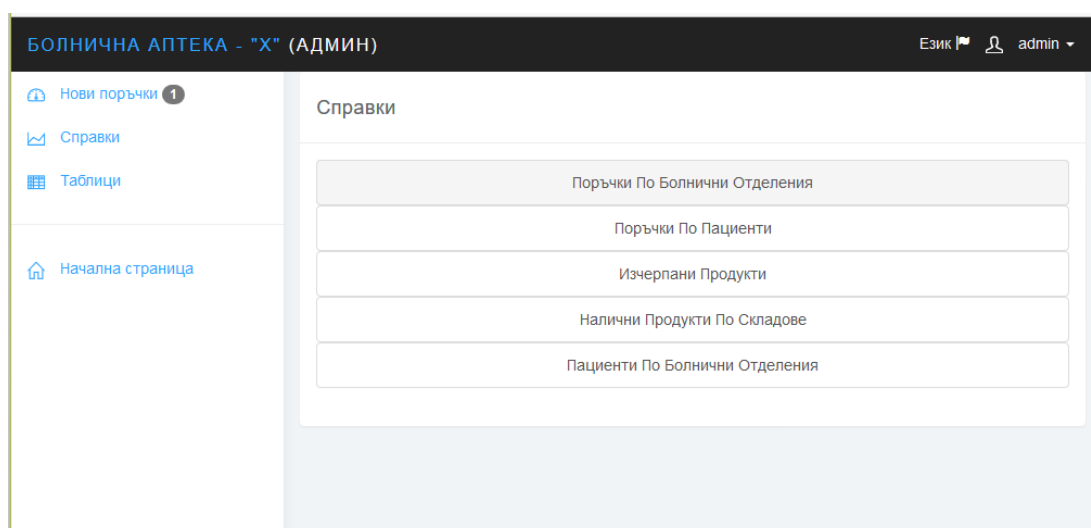 БОЛНИЧНА АПТЕКА - "X" (АДМИН)
Език admin
Нови поръчки 1
Справки
Таблици
Начална страница
Справки
Поръчки По Болнични Отделения
Поръчки По Пациенти
Изчерпани Продукти
Налични Продукти По Складове
Пациенти По Болнични Отделения